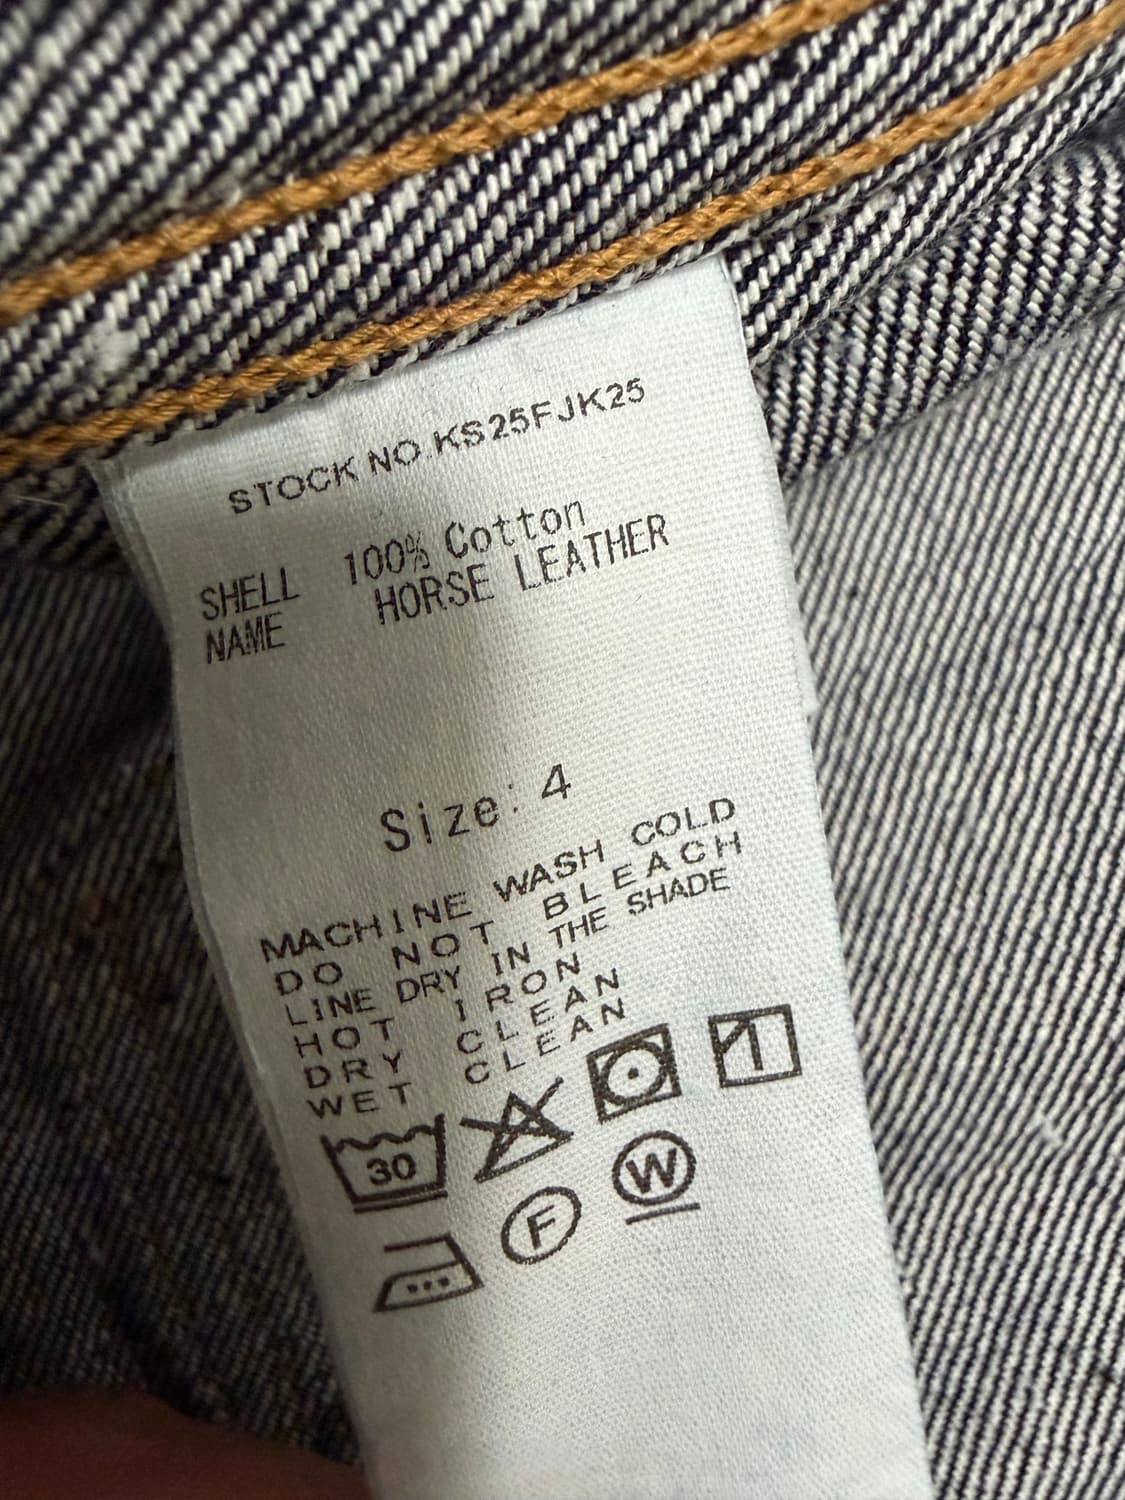 STOCK NO.KS25FJK25
SHELL 100% Cotton
NAME HORSE LEATHER
Size: 4
MACHINE WASH COLD
DO NOT BLEACH
LINE DRY IN THE SHADE
HOT IRON
DRY CLEAN
WET CLEAN
30
F W